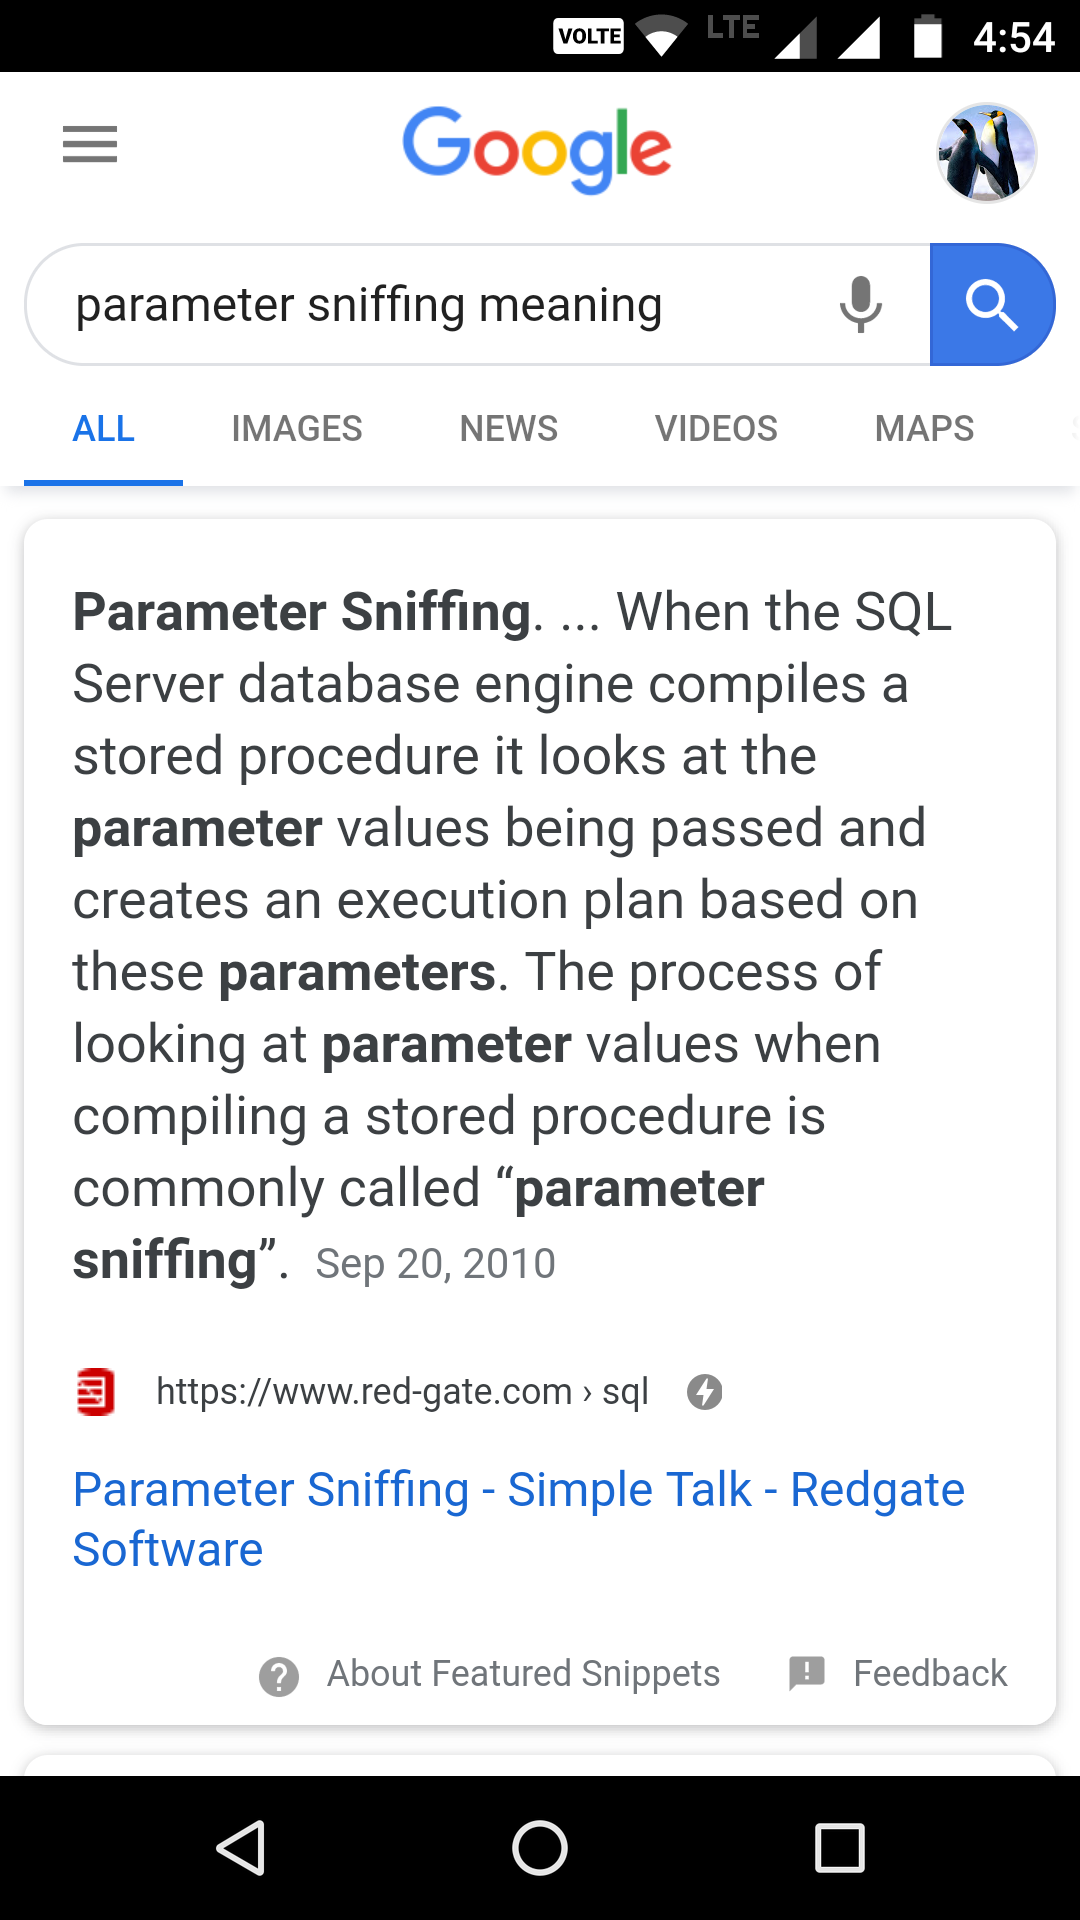 VOLTE LTE 4:54
Google
parameter sniffing meaning
ALL IMAGES NEWS VIDEOS MAPS
Parameter Sniffing. ... When the SQL
Server database engine compiles a
stored procedure it looks at the
parameter values being passed and
creates an execution plan based on
these parameters. The process of
looking at parameter values when
compiling a stored procedure is
commonly called “parameter
sniffing”. Sep 20, 2010
https://www.red-gate.com › sql
Parameter Sniffing - Simple Talk - Redgate
Software
About Featured Snippets Feedback